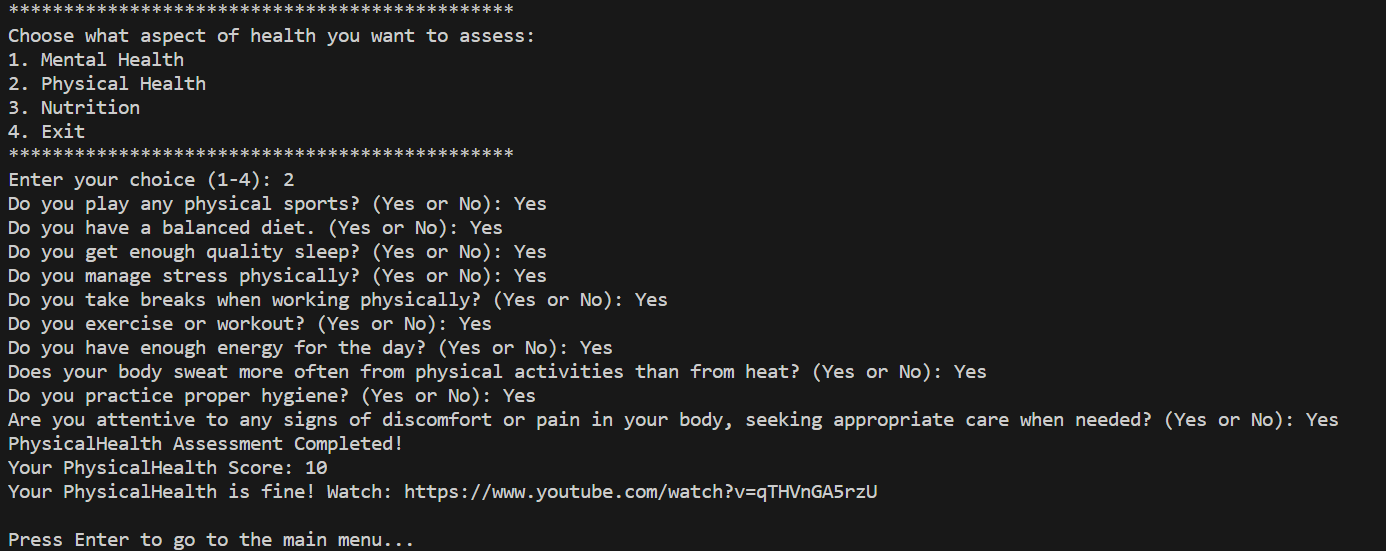 **********************************************
Choose what aspect of health you want to assess:
1. Mental Health
2. Physical Health
3. Nutrition
4. Exit
**********************************************
Enter your choice (1-4): 2
Do you play any physical sports? (Yes or No): Yes
Do you have a balanced diet. (Yes or No): Yes
Do you get enough quality sleep? (Yes or No): Yes
Do you manage stress physically? (Yes or No): Yes
Do you take breaks when working physically? (Yes or No): Yes
Do you exercise or workout? (Yes or No): Yes
Do you have enough energy for the day? (Yes or No): Yes
Does your body sweat more often from physical activities than from heat? (Yes or No): Yes
Do you practice proper hygiene? (Yes or No): Yes
Are you attentive to any signs of discomfort or pain in your body, seeking appropriate care when needed? (Yes or No): Yes
PhysicalHealth Assessment Completed!
Your PhysicalHealth Score: 10
Your PhysicalHealth is fine! Watch: https://www.youtube.com/watch?v=qTHVnGA5rzU
Press Enter to go to the main menu...